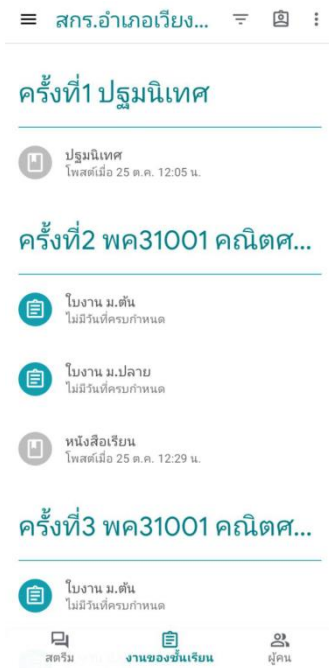 สกร.อำเภอเวียง...
ครั้งที่1 ปฐมนิเทศ
ปฐมนิเทศ
โพสต์เมื่อ 25 ต.ค. 12:05 น.
ครั้งที่2 พค31001 คณิตศ...
ใบงาน ม.ต้น
ไม่มีวันที่ครบกำหนด
ใบงาน ม.ปลาย
ไม่มีวันที่ครบกำหนด
หนังสือเรียน
โพสต์เมื่อ 25 ต.ค. 12:29 น.
ครั้งที่3 พค31001 คณิตศ...
ใบงาน ม.ต้น
ไม่มีวันที่ครบกำหนด
สตรีม งานของชั้นเรียน ผู้คน